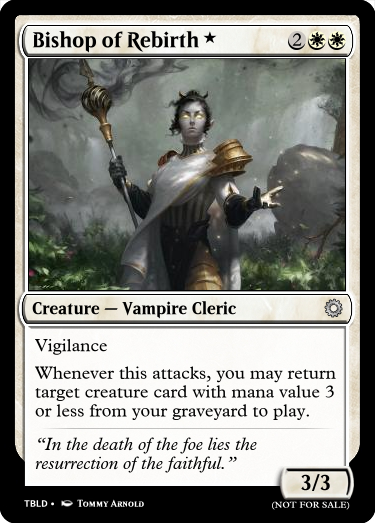 Bishop of Rebirth ★ 2
Creature — Vampire Cleric
Vigilance
Whenever this attacks, you may return
target creature card with mana value 3
or less from your graveyard to play.
“In the death of the foe lies the
resurrection of the faithful.”
3/3
TBLD • Tommy Arnold
(NOT FOR SALE)